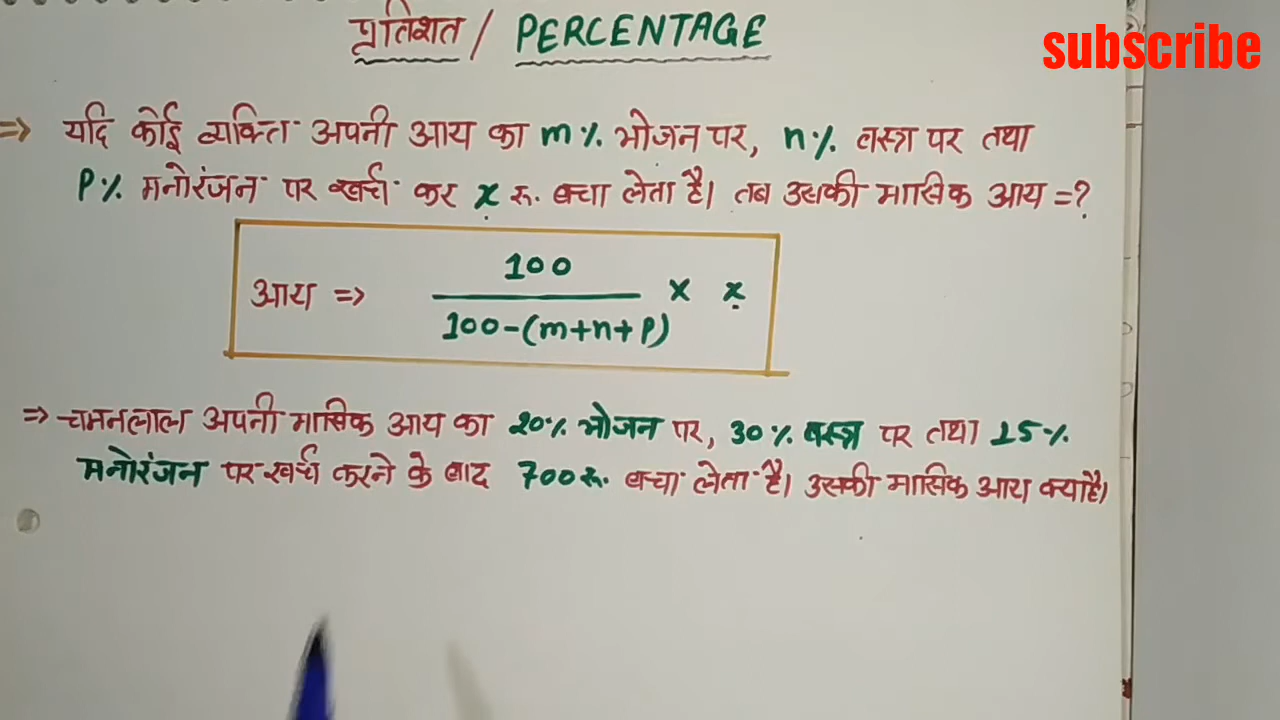 प्रतिशत / PERCENTAGE
subscribe
=> यदि कोई व्यक्ति अपनी आय का m% भोजन पर, n% वस्त्र पर तथा
P% मनोरंजन पर खर्च कर x रु. बचा लेता है। तब उसकी मासिक आय =?
आय => 100 / 100-(m+n+P) × x
=> चमनलाल अपनी मासिक आय का 20% भोजन पर, 30% वस्त्र पर तथा 15%
मनोरंजन पर खर्च करने के बाद 700 रु. बचा लेता है। उसकी मासिक आय क्या है।